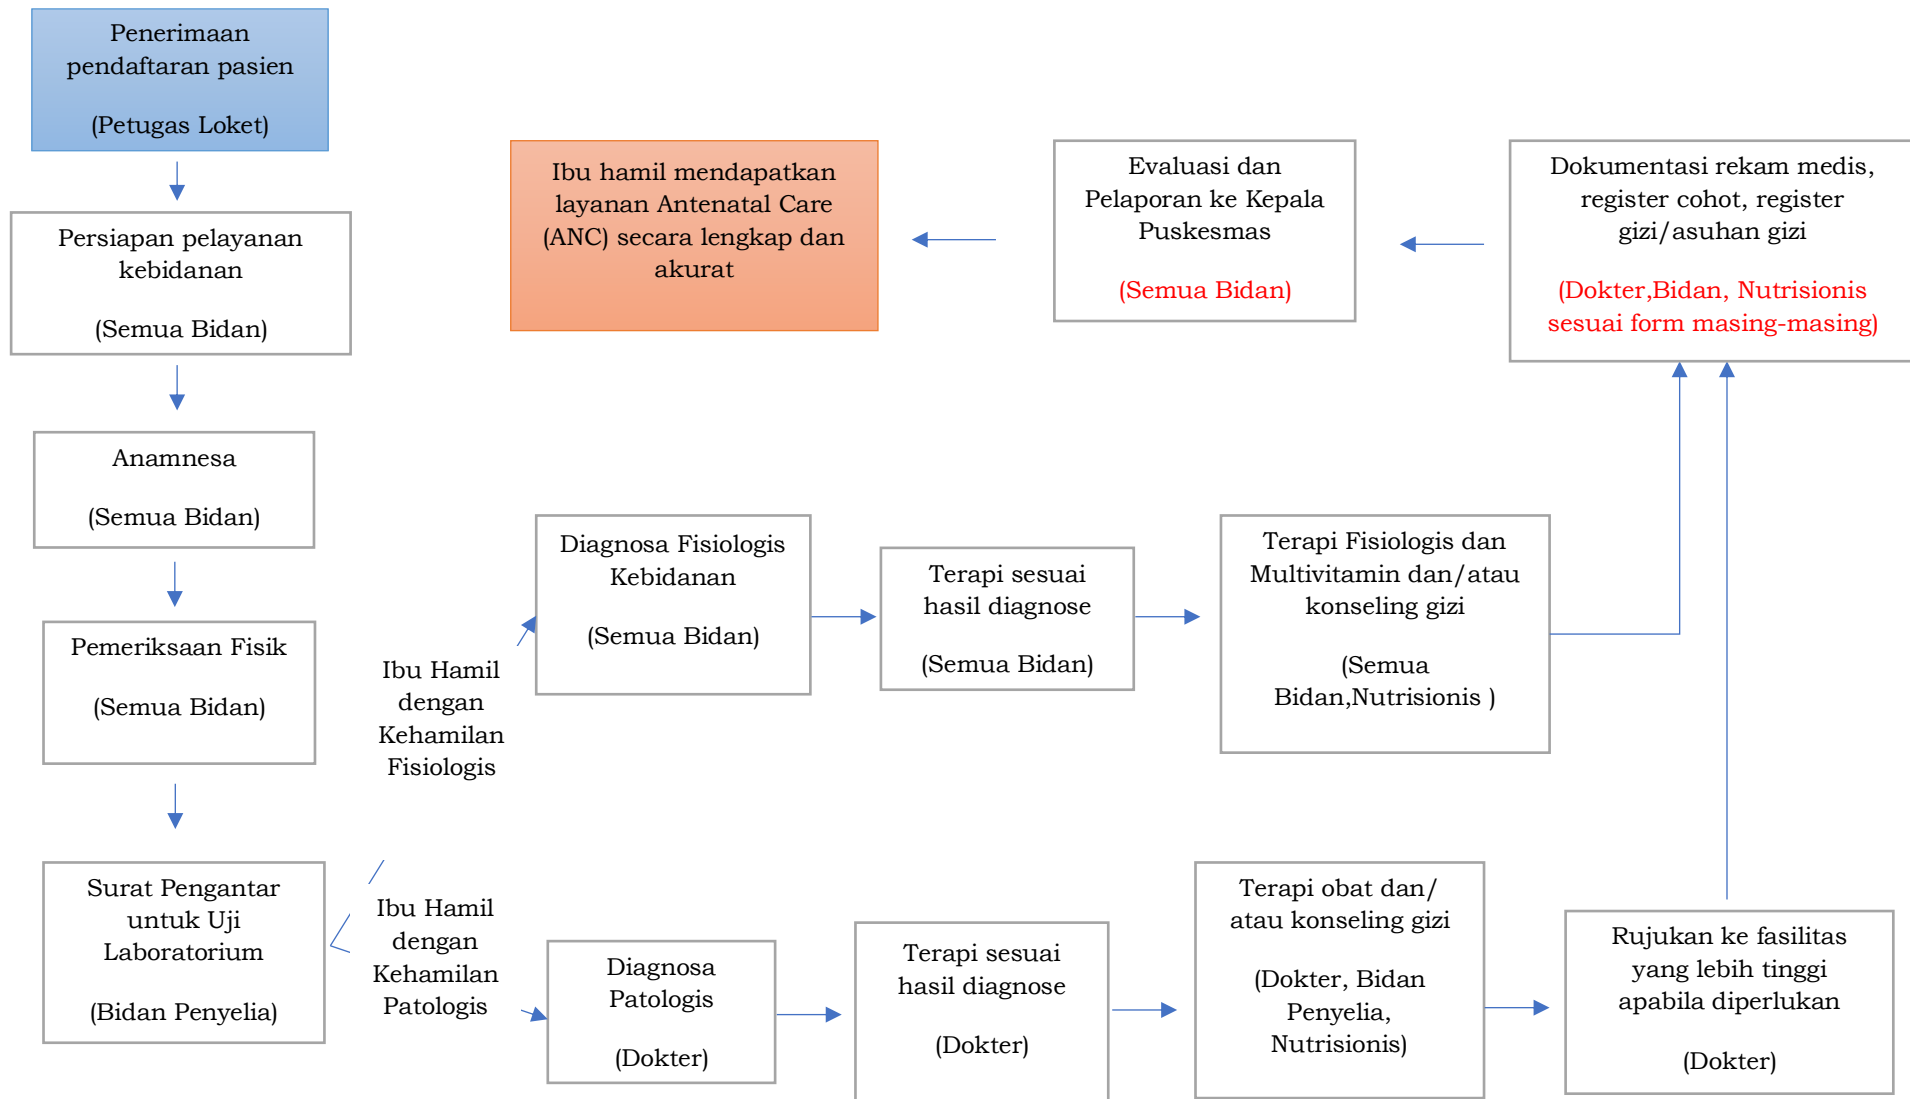 Penerimaan
pendaftaran pasien
(Petugas Loket)
Persiapan pelayanan
kebidanan
(Semua Bidan)
Anamnesa
(Semua Bidan)
Pemeriksaan Fisik
(Semua Bidan)
Surat Pengantar
untuk Uji
Laboratorium
(Bidan Penyelia)
Ibu Hamil
dengan
Kehamilan
Fisiologis
Diagnosa Fisiologis
Kebidanan
(Semua Bidan)
Terapi sesuai
hasil diagnose
(Semua Bidan)
Terapi Fisiologis dan
Multivitamin dan/atau
konseling gizi
(Semua
Bidan,Nutrisionis )
Ibu Hamil
dengan
Kehamilan
Patologis
Diagnosa
Patologis
(Dokter)
Terapi sesuai
hasil diagnose
(Dokter)
Terapi obat dan/
atau konseling gizi
(Dokter, Bidan
Penyelia,
Nutrisionis)
Rujukan ke fasilitas
yang lebih tinggi
apabila diperlukan
(Dokter)
Dokumentasi rekam medis,
register cohot, register
gizi/asuhan gizi
(Dokter,Bidan, Nutrisionis
sesuai form masing-masing)
Evaluasi dan
Pelaporan ke Kepala
Puskesmas
(Semua Bidan)
Ibu hamil mendapatkan
layanan Antenatal Care
(ANC) secara lengkap dan
akurat